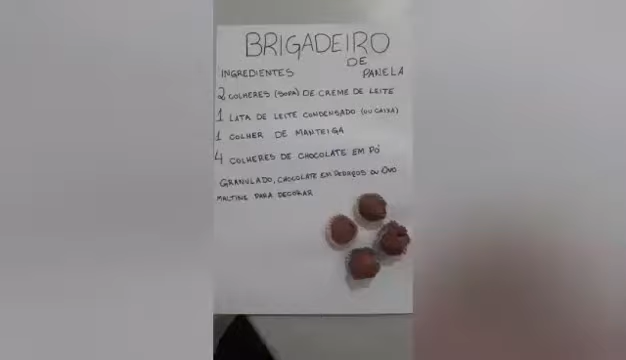 BRIGADEIRO
DE
INGREDIENTES PANELA
2 COLHERES (SOPA) DE CREME DE LEITE
1 LATA DE LEITE CONDENSADO (OU CAIXA)
1 COLHER DE MANTEIGA
4 COLHERES DE CHOCOLATE EM PÓ
GRANULADO, CHOCOLATE EM PEDAÇOS OU OVO
MALTINE PARA DECORAR